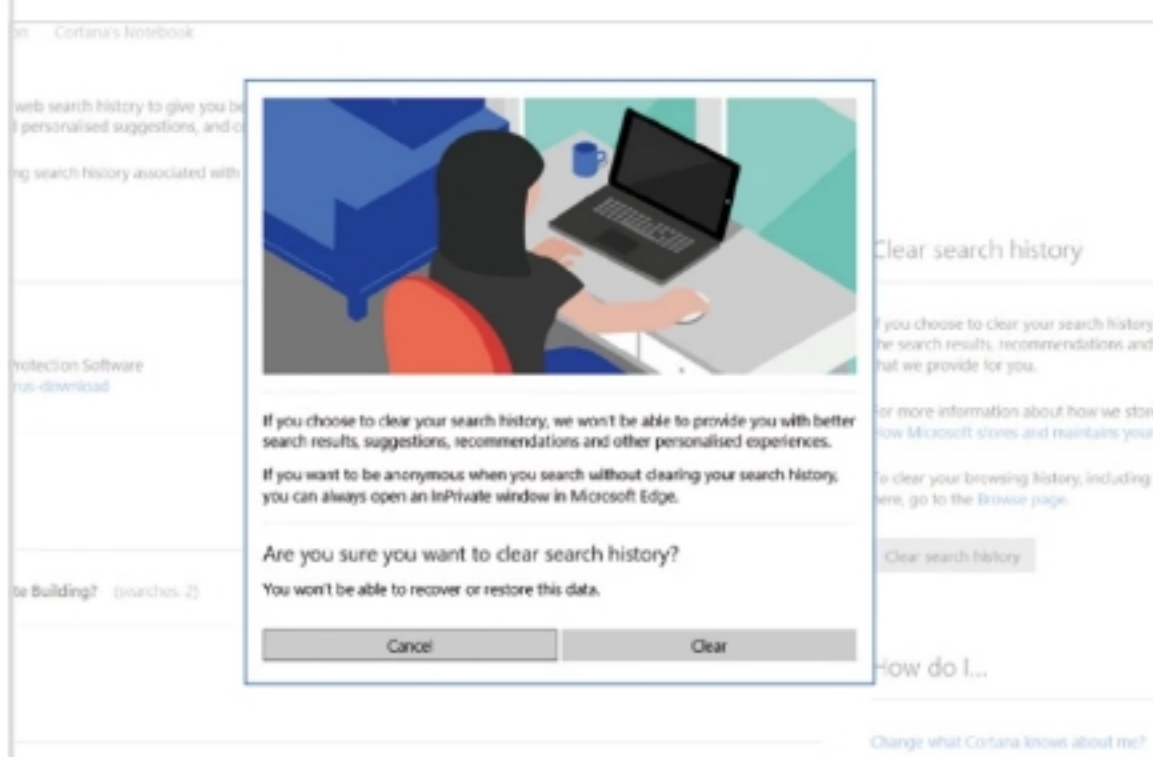 Cortana's Notebook
web search history to give you be
personalised suggestions, and c
ng search history associated with
Protection Software
rus-download
te Building? (searches: 2)
If you choose to clear your search history, we won't be able to provide you with better
search results, suggestions, recommendations and other personalised experiences.
If you want to be anonymous when you search without clearing your search history,
you can always open an InPrivate window in Microsoft Edge.
Are you sure you want to clear search history?
You won't be able to recover or restore this data.
Cancel
Clear
Clear search history
If you choose to clear your search history
the search results, recommendations and
that we provide for you.
For more information about how we stor
How Microsoft stores and maintains your
To clear your browsing history, including
here, go to the Browse page.
Clear search history
How do I...
Change what Cortana knows about me?